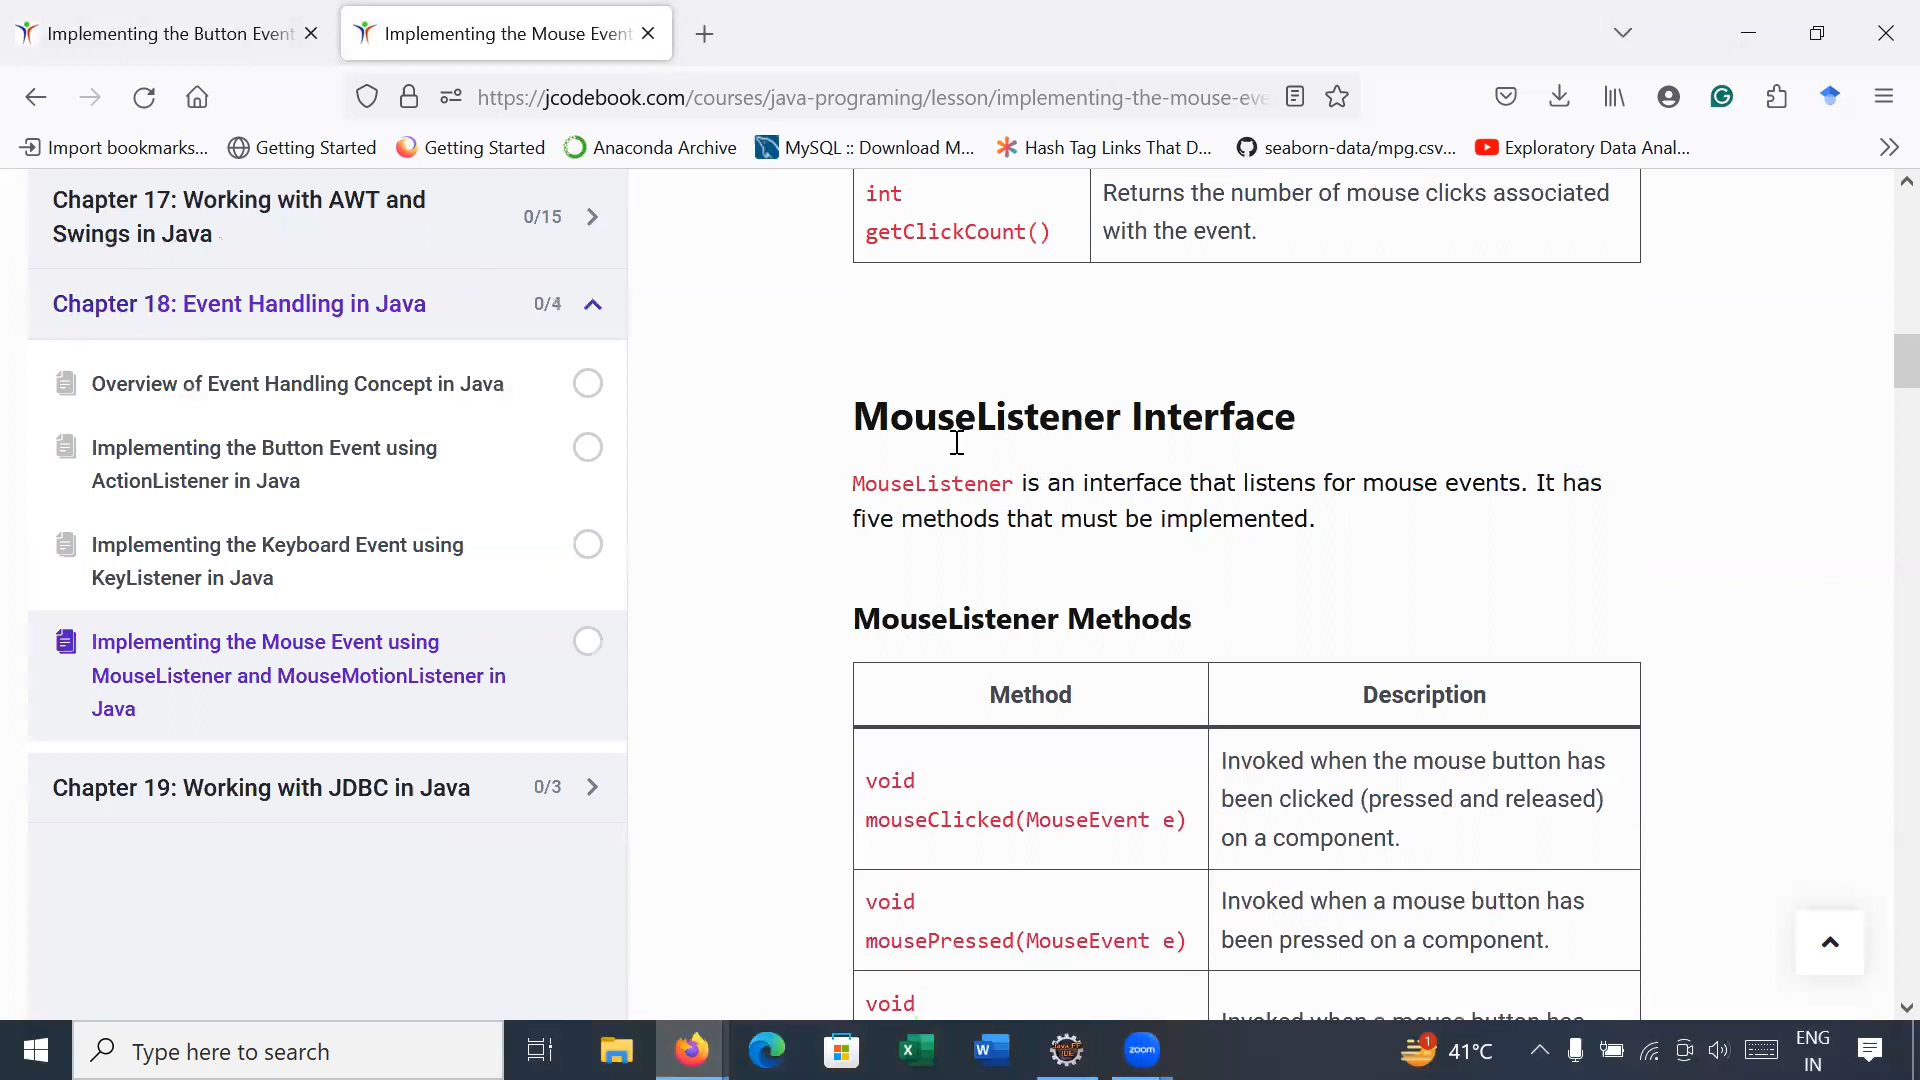 Implementing the Button Event
Implementing the Mouse Event
https://jcodebook.com/courses/java-programing/lesson/implementing-the-mouse-eve
Import bookmarks...
Getting Started
Getting Started
Anaconda Archive
MySQL :: Download M...
Hash Tag Links That D...
seaborn-data/mpg.csv...
Exploratory Data Anal...
Chapter 17: Working with AWT and
Swings in Java
0/15
Chapter 18: Event Handling in Java
0/4
Overview of Event Handling Concept in Java
Implementing the Button Event using
ActionListener in Java
Implementing the Keyboard Event using
KeyListener in Java
Implementing the Mouse Event using
MouseListener and MouseMotionListener in
Java
Chapter 19: Working with JDBC in Java
0/3
int
getClickCount()
Returns the number of mouse clicks associated
with the event.
MouseListener Interface
MouseListener is an interface that listens for mouse events. It has
five methods that must be implemented.
MouseListener Methods
Method
Description
void
mouseClicked(MouseEvent e)
Invoked when the mouse button has
been clicked (pressed and released)
on a component.
void
mousePressed(MouseEvent e)
Invoked when a mouse button has
been pressed on a component.
void
Invoked when a mouse button has
Type here to search
zoom
1
41°C
ENG
IN